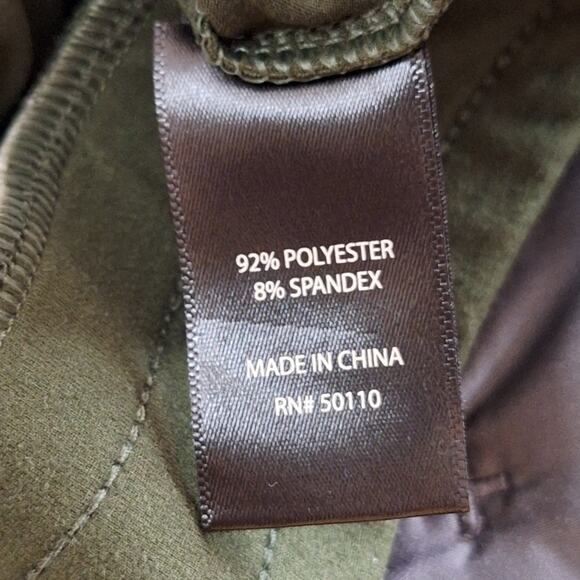 92% POLYESTER
8% SPANDEX
MADE IN CHINA
RN# 50110